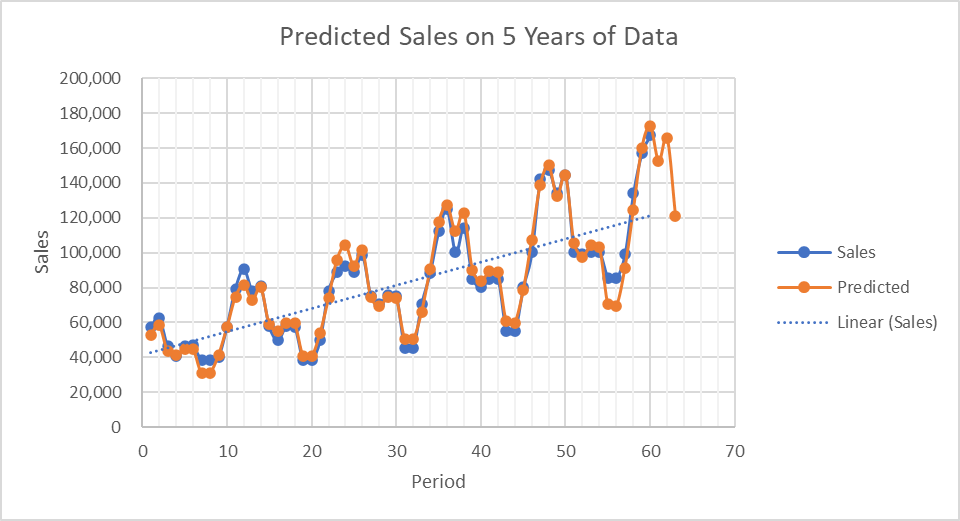 Predicted Sales on 5 Years of Data
200,000
180,000
160,000
140,000
120,000
100,000
80,000
60,000
40,000
20,000
0
Sales
0 10 20 30 40 50 60 70
Period
Sales
Predicted
Linear (Sales)